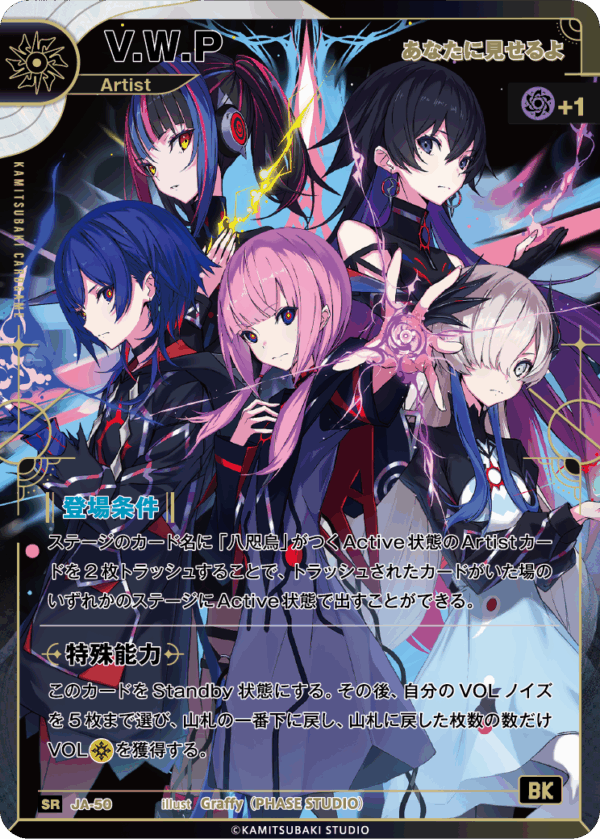 V.W.P
あなたに見せるよ
Artist
+1
KAMITSUBAKI CARD GAME
登場条件
ステージのカード名に「八咫烏」がつくActive状態のArtistカー
ドを2枚トラッシュすることで、トラッシュされたカードがいた場の
いずれかのステージにActive状態で出すことができる。
特殊能力
このカードをStandby状態にする。その後、自分のVOLノイズ
を5枚まで選び、山札の一番下に戻し、山札に戻した枚数の数だけ
VOLを獲得する。
BK
SR JA-50 illust Graffy (PHASE STUDIO)
©KAMITSUBAKI STUDIO